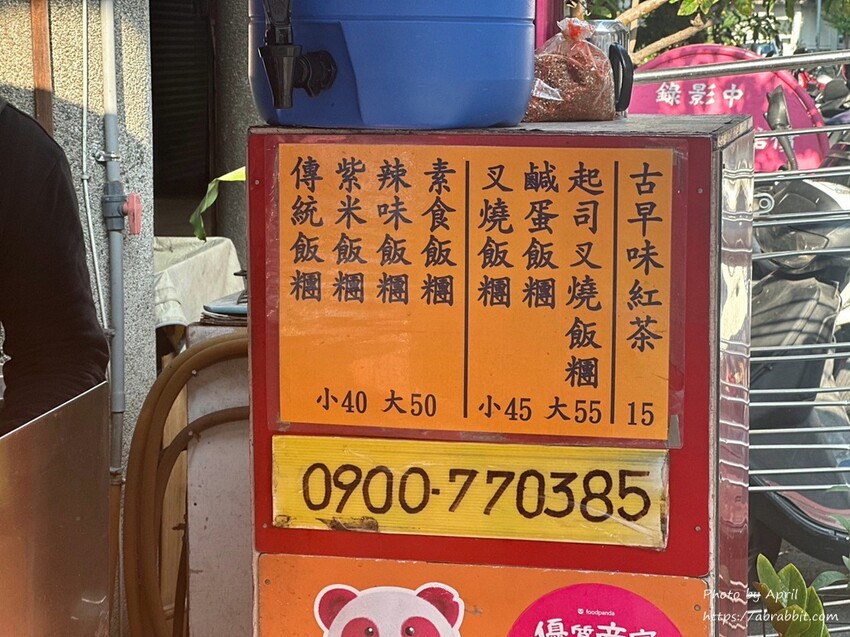 錄影中
傳統飯糰
紫米飯糰
辣味飯糰
素食飯糰
小40 大50
叉燒飯糰
鹹蛋飯糰
起司叉燒飯糰
小45 大55
古早味紅茶
15
0900-770385
foodpanda
Photo by April
https://abrabbit.com